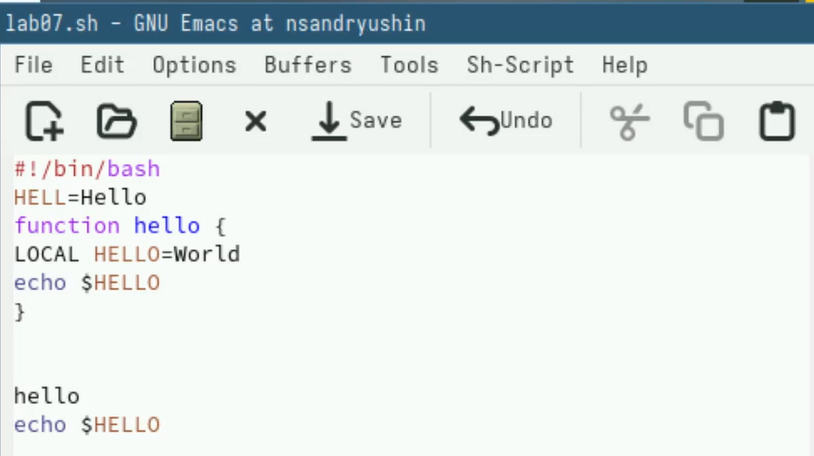 lab07.sh - GNU Emacs at nsandryushin
File Edit Options Buffers Tools Sh-Script Help
Save Undo
#!/bin/bash
HELL=Hello
function hello {
LOCAL HELLO=World
echo $HELLO
}
hello
echo $HELLO